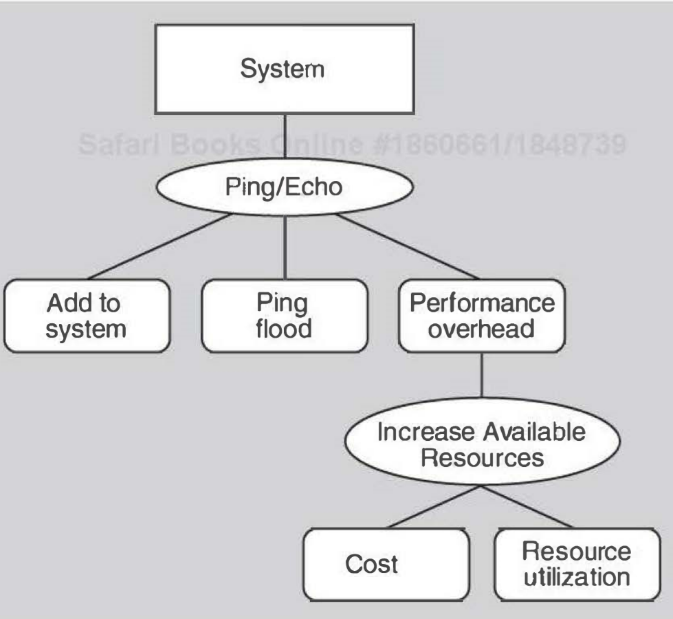 System
Safari Books Online #1860661/1848739
Ping/Echo
Add to
system
Ping
flood
Performance
overhead
Increase Available
Resources
Cost
Resource
utilization